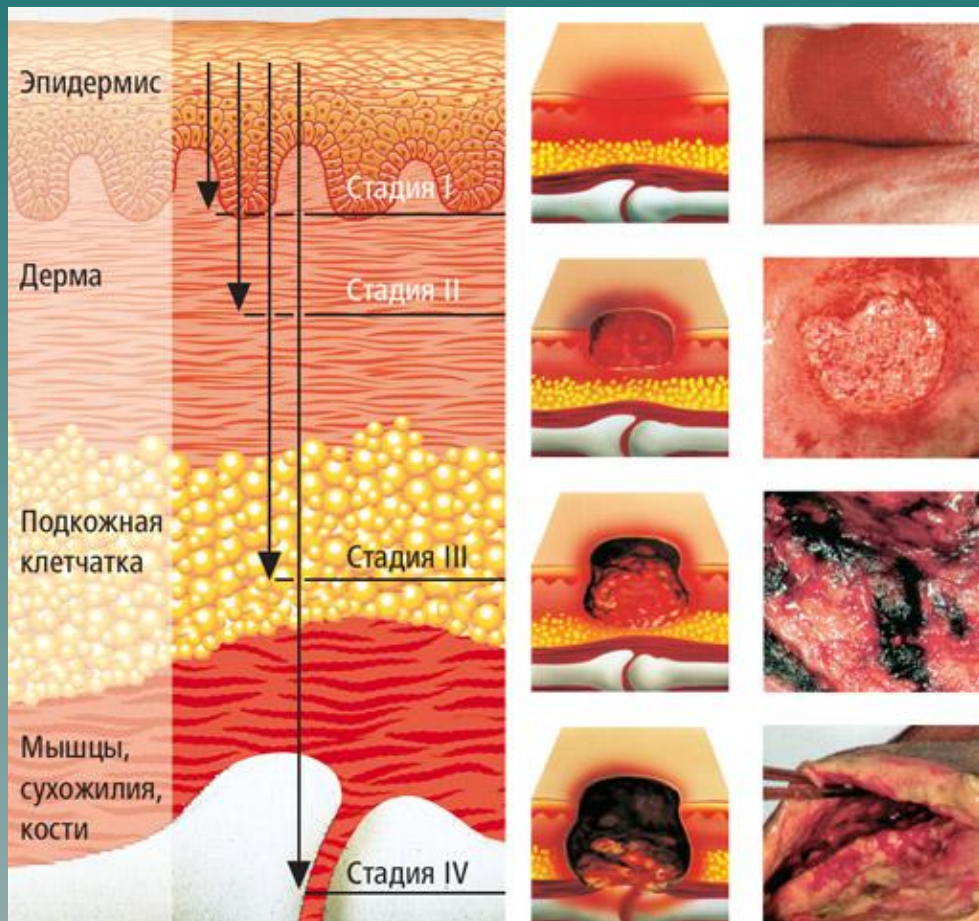 Эпидермис
Стадия I
Дерма
Стадия II
Подкожная
клетчатка
Стадия III
Мышцы,
сухожилия,
кости
Стадия IV